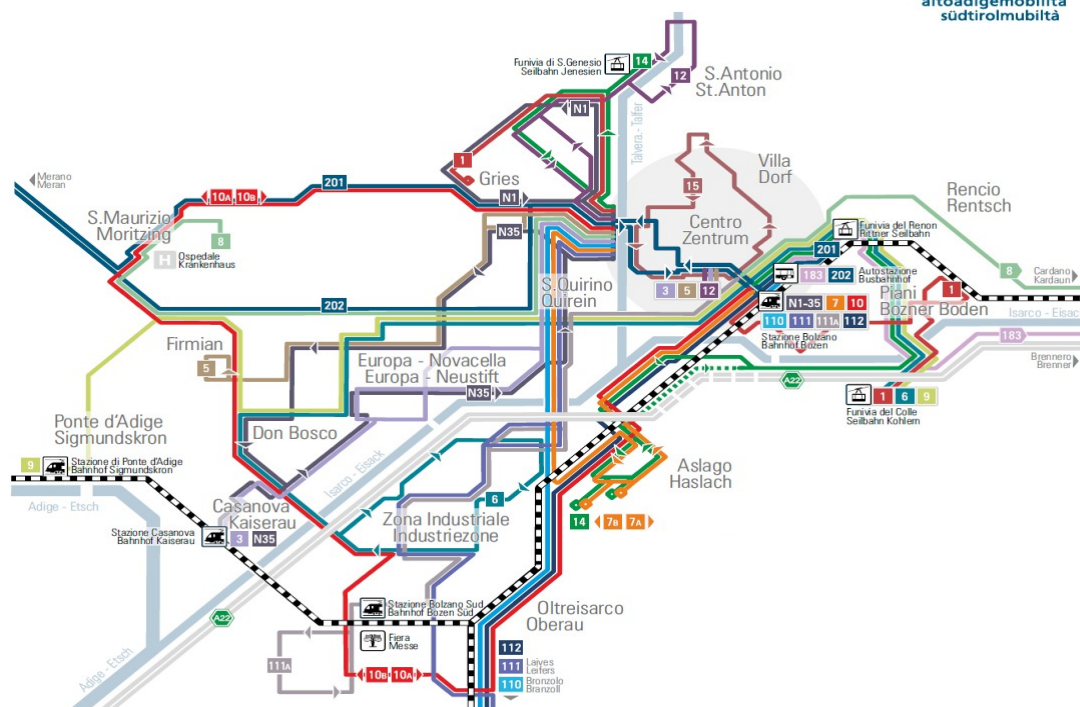 altoadigemobilità
südtirolmubiltà
Funivia di S.Genesio
Seilbahn Jenesien
14
12
S.Antonio
St.Anton
N1
Talvera - Talfer
1
Gries
Villa
Dorf
15
Merano
Meran
10A 10B
201
N1
Rencio
Rentsch
S.Maurizio
Moritzing
8
N35
Centro
Zentrum
Funivia del Renon
Rittner Seilbahn
201
H
Ospedale
Krankenhaus
183 202
Autostazione
Busbahnhof
8
Cardano
Kardaun
S.Quirino
Quirein
3 5 12
Piani
Bozner Boden
1
202
N1-35 7 10
110 111 111A 112
Stazione Bolzano
Bahnhof Bozen
Isarco - Eisack
183
Firmian
5
Europa - Novacella
Europa - Neustift
Brennero
Brenner
N35
A22
1 6 9
Funivia del Colle
Seilbahn Kohlern
Ponte d'Adige
Sigmundskron
Don Bosco
Isarco - Eisack
9
Stazione di Ponte d'Adige
Bahnhof Sigmundskron
Aslago
Haslach
Adige - Etsch
Casanova
Kaiserau
6
Zona Industriale
Industriezone
14 7B 7A
Stazione Casanova
Bahnhof Kaiserau
3 N35
A22
Stazione Bolzano Sud
Bahnhof Bozen Süd
Oltreisarco
Oberau
Fiera
Messe
Adige - Etsch
111A
10B 10A
112
111
Laives
Leifers
110
Bronzolo
Branzoll